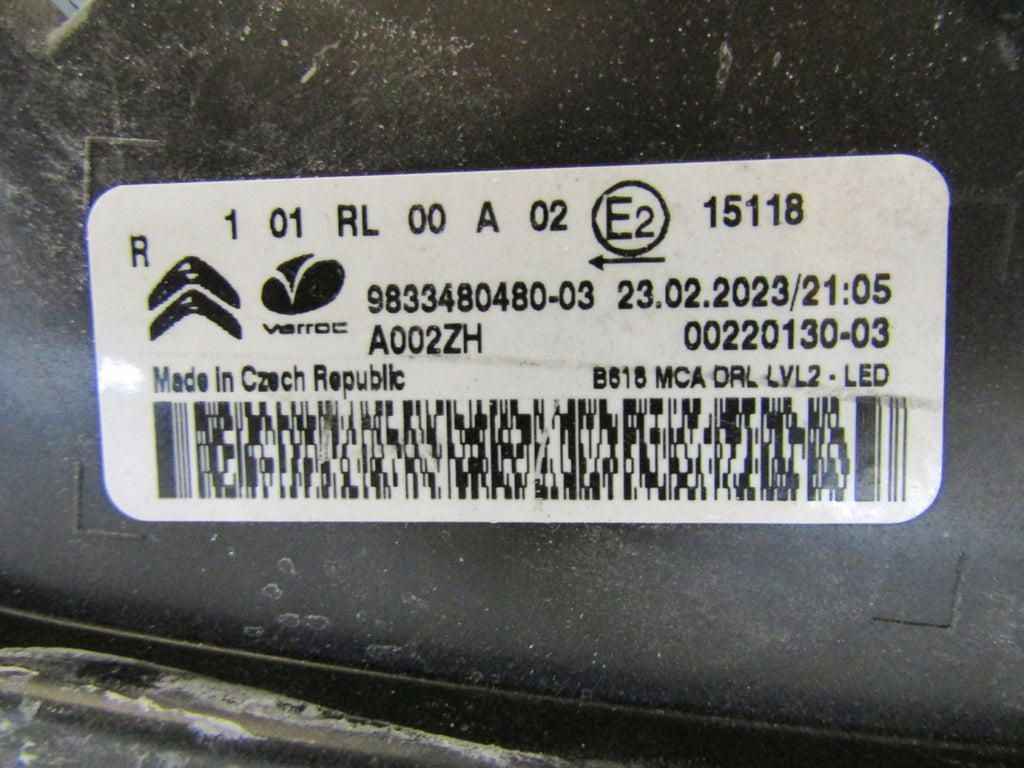 1 01 RL 00 A 02 E2 15118
R
varroc
9833480480-03 23.02.2023/21:05
A002ZH 00220130-03
Made in Czech Republic B618 MCA DRL LVL2 - LED